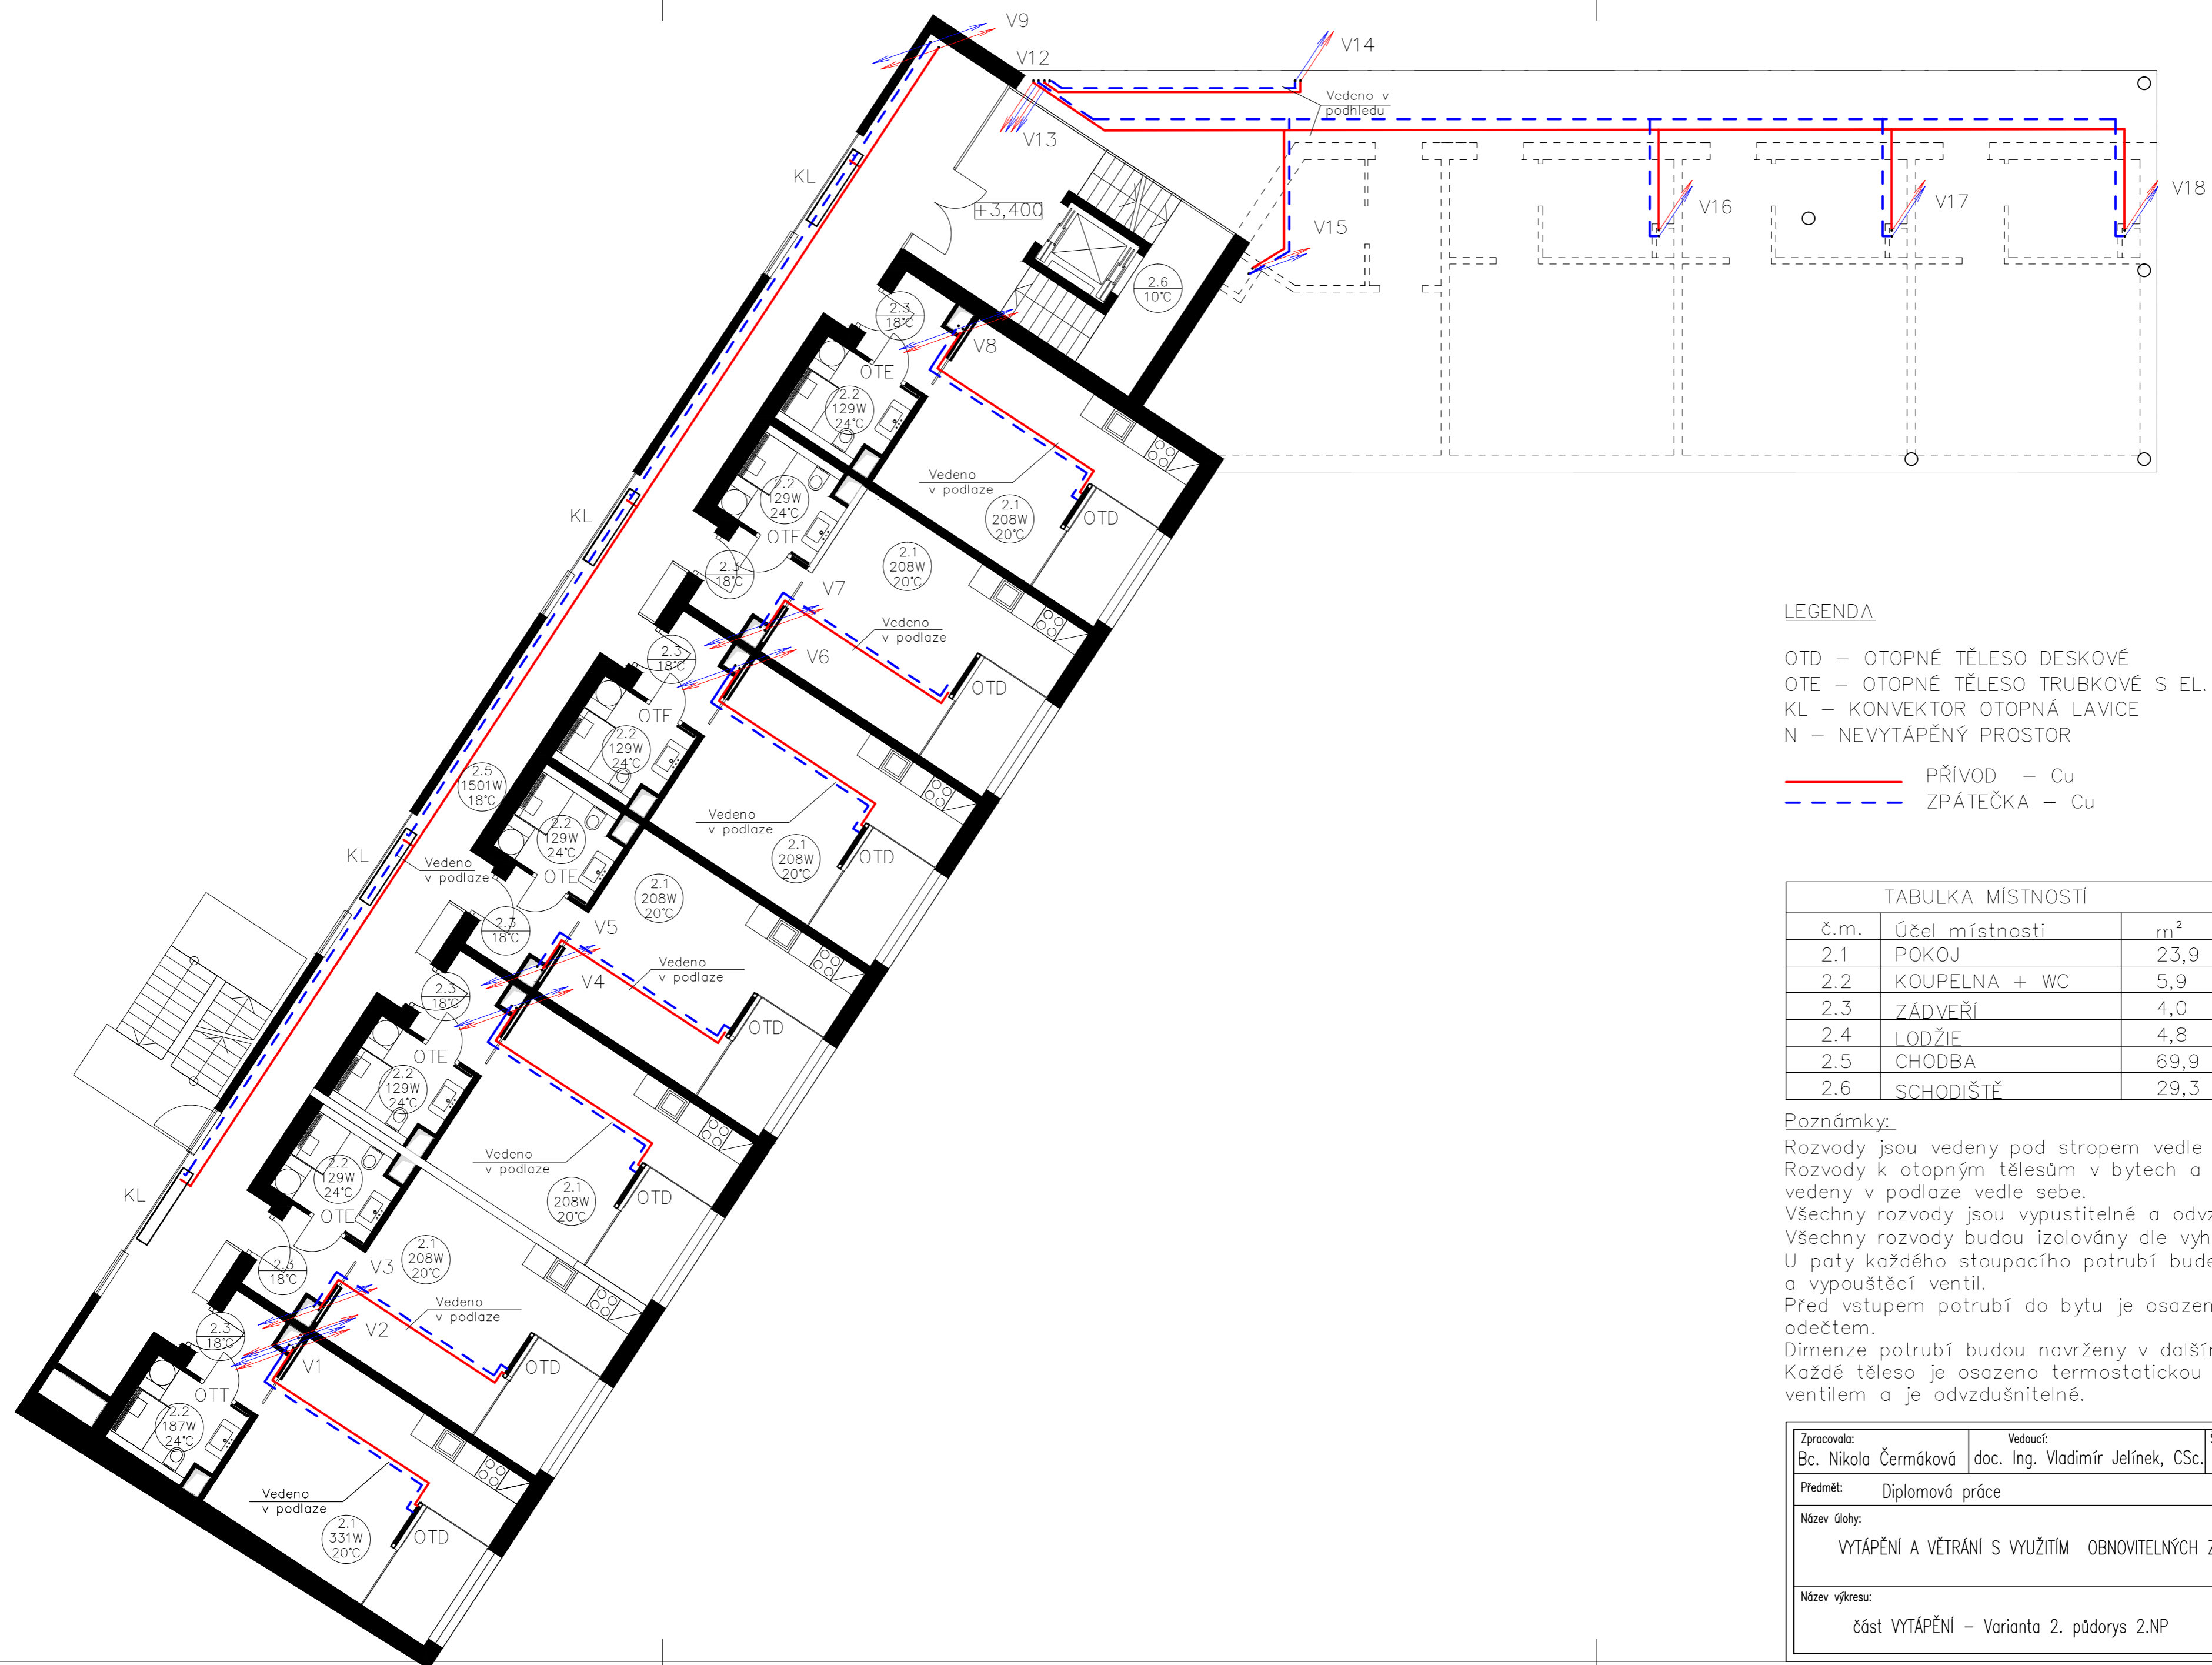 V9
V12
V14
Vedeno v
podhledu
V13
KL
+3,400
V15
V16
V17
V18
2.6
10°C
2.3
18°C
V8
OTE
2.2
129W
24°C
Vedeno
v podlaze
2.1
208W
20°C
OTD
KL
2.2
129W
24°C
OTE
2.3
18°C
2.1
208W
20°C
V7
Vedeno
v podlaze
OTD
V6
2.3
18°C
OTE
2.2
129W
24°C
Vedeno
v podlaze
2.1
208W
20°C
OTD
2.5
1501W
18°C
KL
Vedeno
v podlaze
2.2
129W
24°C
OTE
2.3
18°C
2.1
208W
20°C
V5
Vedeno
v podlaze
OTD
V4
2.3
18°C
OTE
2.2
129W
24°C
Vedeno
v podlaze
2.1
208W
20°C
OTD
KL
2.2
129W
24°C
OTE
2.3
18°C
2.1
208W
20°C
V3
Vedeno
v podlaze
OTD
V2
V1
2.3
18°C
OTT
2.2
187W
24°C
Vedeno
v podlaze
2.1
331W
20°C
OTD
LEGENDA
OTD – OTOPNÉ TĚLESO DESKOVÉ
OTE – OTOPNÉ TĚLESO TRUBKOVÉ S EL.
KL – KONVEKTOR OTOPNÁ LAVICE
N – NEVYTÁPĚNÝ PROSTOR
PŘÍVOD – Cu
ZPÁTEČKA – Cu
TABULKA MÍSTNOSTÍ
č.m. Účel místnosti m²
2.1 POKOJ 23,9
2.2 KOUPELNA + WC 5,9
2.3 ZÁDVEŘÍ 4,0
2.4 LODŽIE 4,8
2.5 CHODBA 69,9
2.6 SCHODIŠTĚ 29,3
Poznámky:
Rozvody jsou vedeny pod stropem vedle
Rozvody k otopným tělesům v bytech a
vedeny v podlaze vedle sebe.
Všechny rozvody jsou vypustitelné a odvz
Všechny rozvody budou izolovány dle vyh
U paty každého stoupacího potrubí bude
a vypouštěcí ventil.
Před vstupem potrubí do bytu je osazen
odečtem.
Dimenze potrubí budou navrženy v dalším
Každé těleso je osazeno termostatickou
ventilem a je odvzdušnitelné.
Zpracovala: Vedoucí:
Bc. Nikola Čermáková doc. Ing. Vladimír Jelínek, CSc.
Předmět: Diplomová práce
Název úlohy:
VYTÁPĚNÍ A VĚTRÁNÍ S VYUŽITÍM OBNOVITELNÝCH
Název výkresu:
část VYTÁPĚNÍ – Varianta 2. půdorys 2.NP